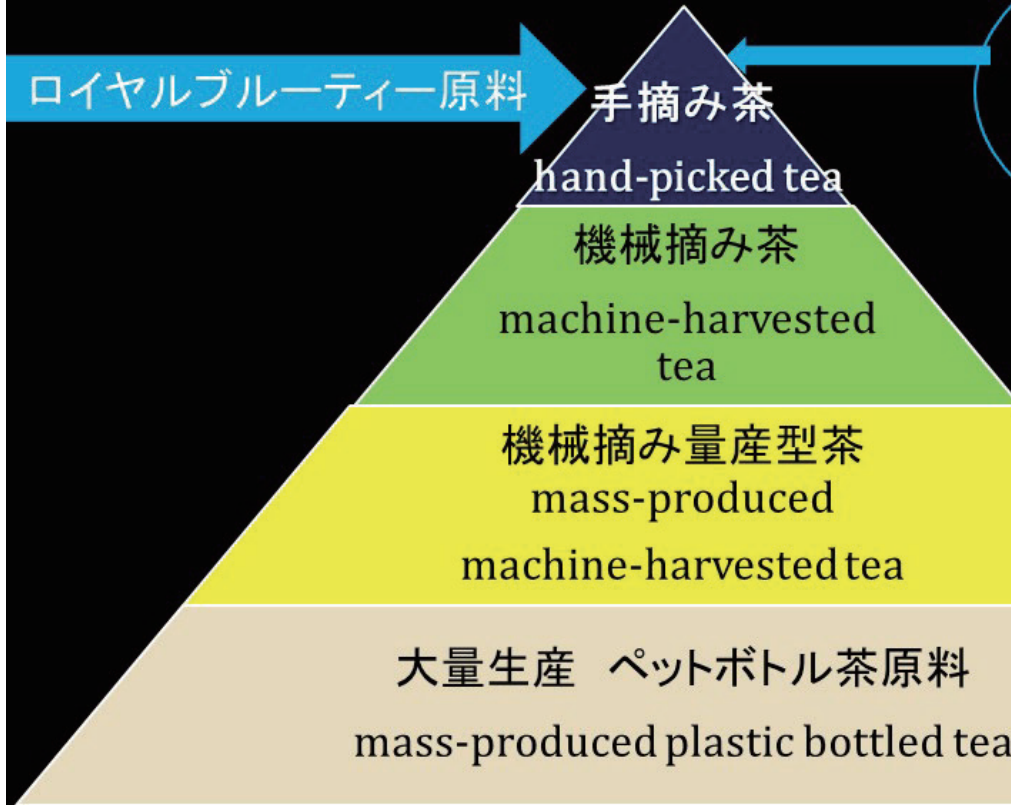 ロイヤルブルーティー原料
手摘み茶
hand-picked tea
機械摘み茶
machine-harvested
tea
機械摘み量産型茶
mass-produced
machine-harvested tea
大量生産　ペットボトル茶原料
mass-produced plastic bottled tea